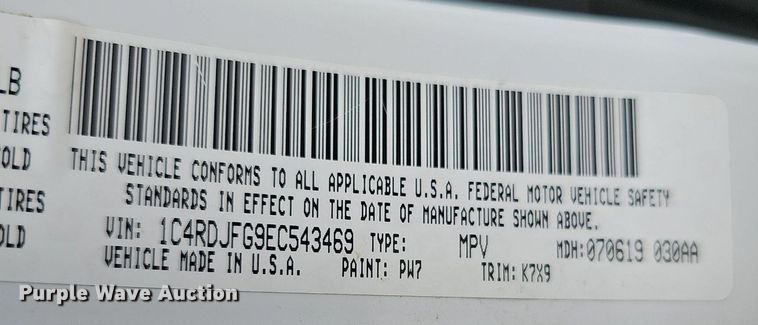 LB
TIRES
OLD
TIRES
OLD
THIS VEHICLE CONFORMS TO ALL APPLICABLE U.S.A. FEDERAL MOTOR VEHICLE SAFETY
STANDARDS IN EFFECT ON THE DATE OF MANUFACTURE SHOWN ABOVE.
VIN: 1C4RDJFG9EC543469 TYPE: MPV MDH:070619 030AA
VEHICLE MADE IN U.S.A. PAINT: PW7 TRIM: K7X9
Purple Wave Auction